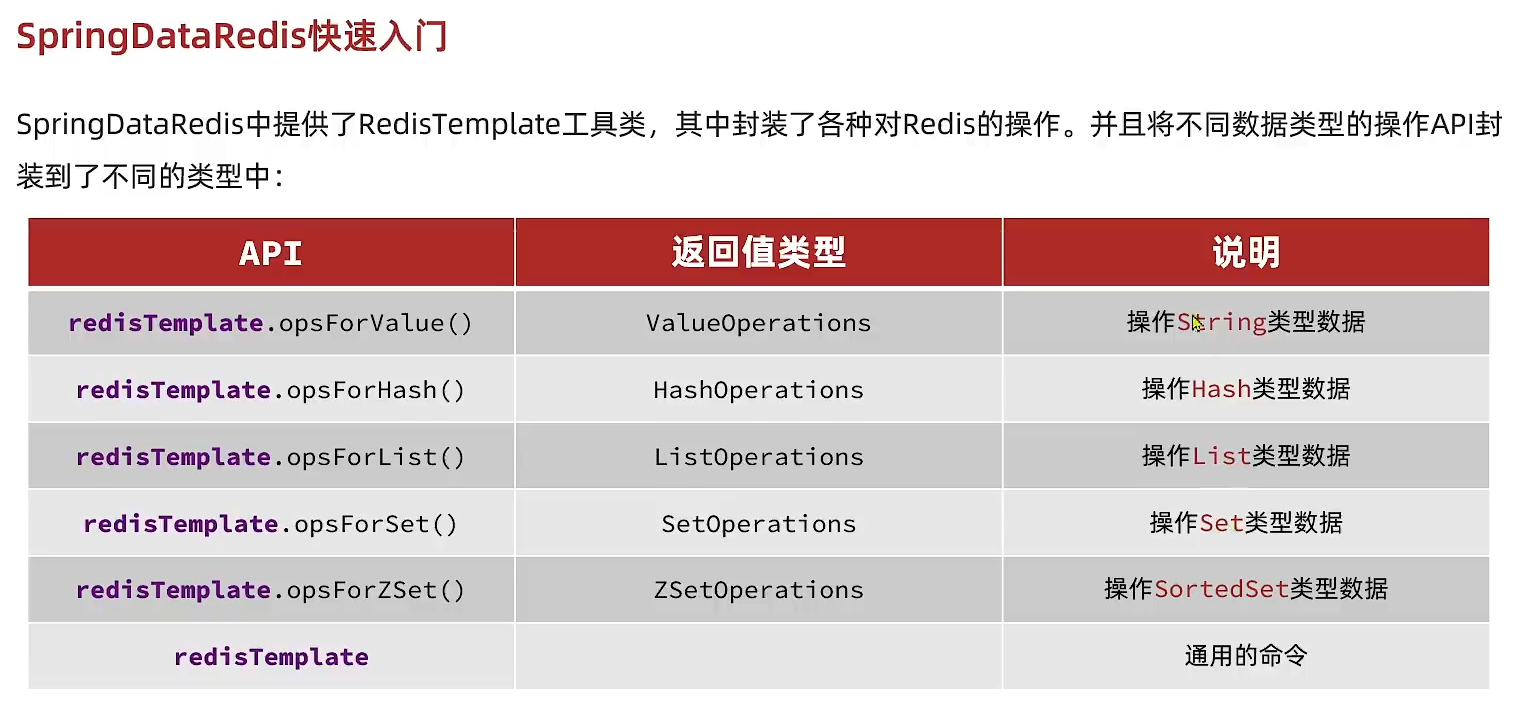 SpringDataRedis快速入门
SpringDataRedis中提供了RedisTemplate工具类，其中封装了各种对Redis的操作。并且将不同数据类型的操作API封
装到了不同的类型中：
API 返回值类型 说明
redisTemplate.opsForValue() ValueOperations 操作String类型数据
redisTemplate.opsForHash() HashOperations 操作Hash类型数据
redisTemplate.opsForList() ListOperations 操作List类型数据
redisTemplate.opsForSet() SetOperations 操作Set类型数据
redisTemplate.opsForZSet() ZSetOperations 操作SortedSet类型数据
redisTemplate 通用的命令